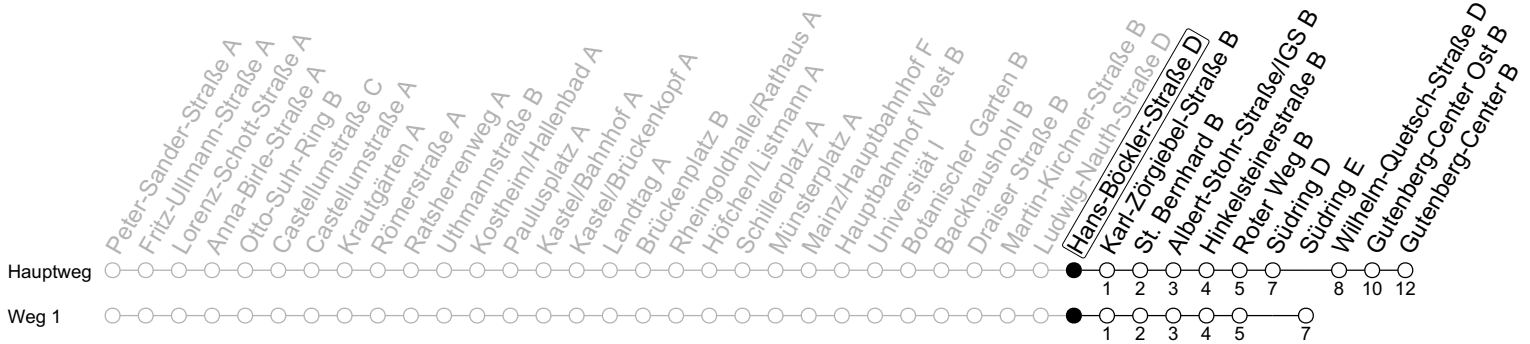 Peter-Sander-Straße A
Fritz-Ullmann-Straße A
Lorenz-Schott-Straße A
Anna-Birle-Straße A
Otto-Suhr-Ring B
Castellumstraße C
Castellumstraße A
Krautgärten A
Römerstraße A
Ratsherrenweg A
Uthmannstraße B
Kostheim/Hallenbad A
Paulusplatz A
Kastel/Bahnhof A
Kastel/Brückenkopf A
Landtag A
Brückenplatz B
Rheingoldhalle/Rathaus A
Höfchen/Listmann A
Schillerplatz A
Münsterplatz A
Mainz/Hauptbahnhof F
Hauptbahnhof West B
Universität I
Botanischer Garten B
Backhaushohl B
Draiser Straße B
Martin-Kirchner-Straße B
Ludwig-Nauth-Straße D
Hans-Böckler-Straße D
Karl-Zörgiebel-Straße B
St. Bernhard B
Albert-Stohr-Straße/IGS B
Hinkelsteinerstraße B
Roter Weg B
Südring D
Südring E
Wilhelm-Quetsch-Straße D
Gutenberg-Center Ost B
Gutenberg-Center B
Hauptweg
1 2 3 4 5 7 8 10 12
Weg 1
1 2 3 4 5 7